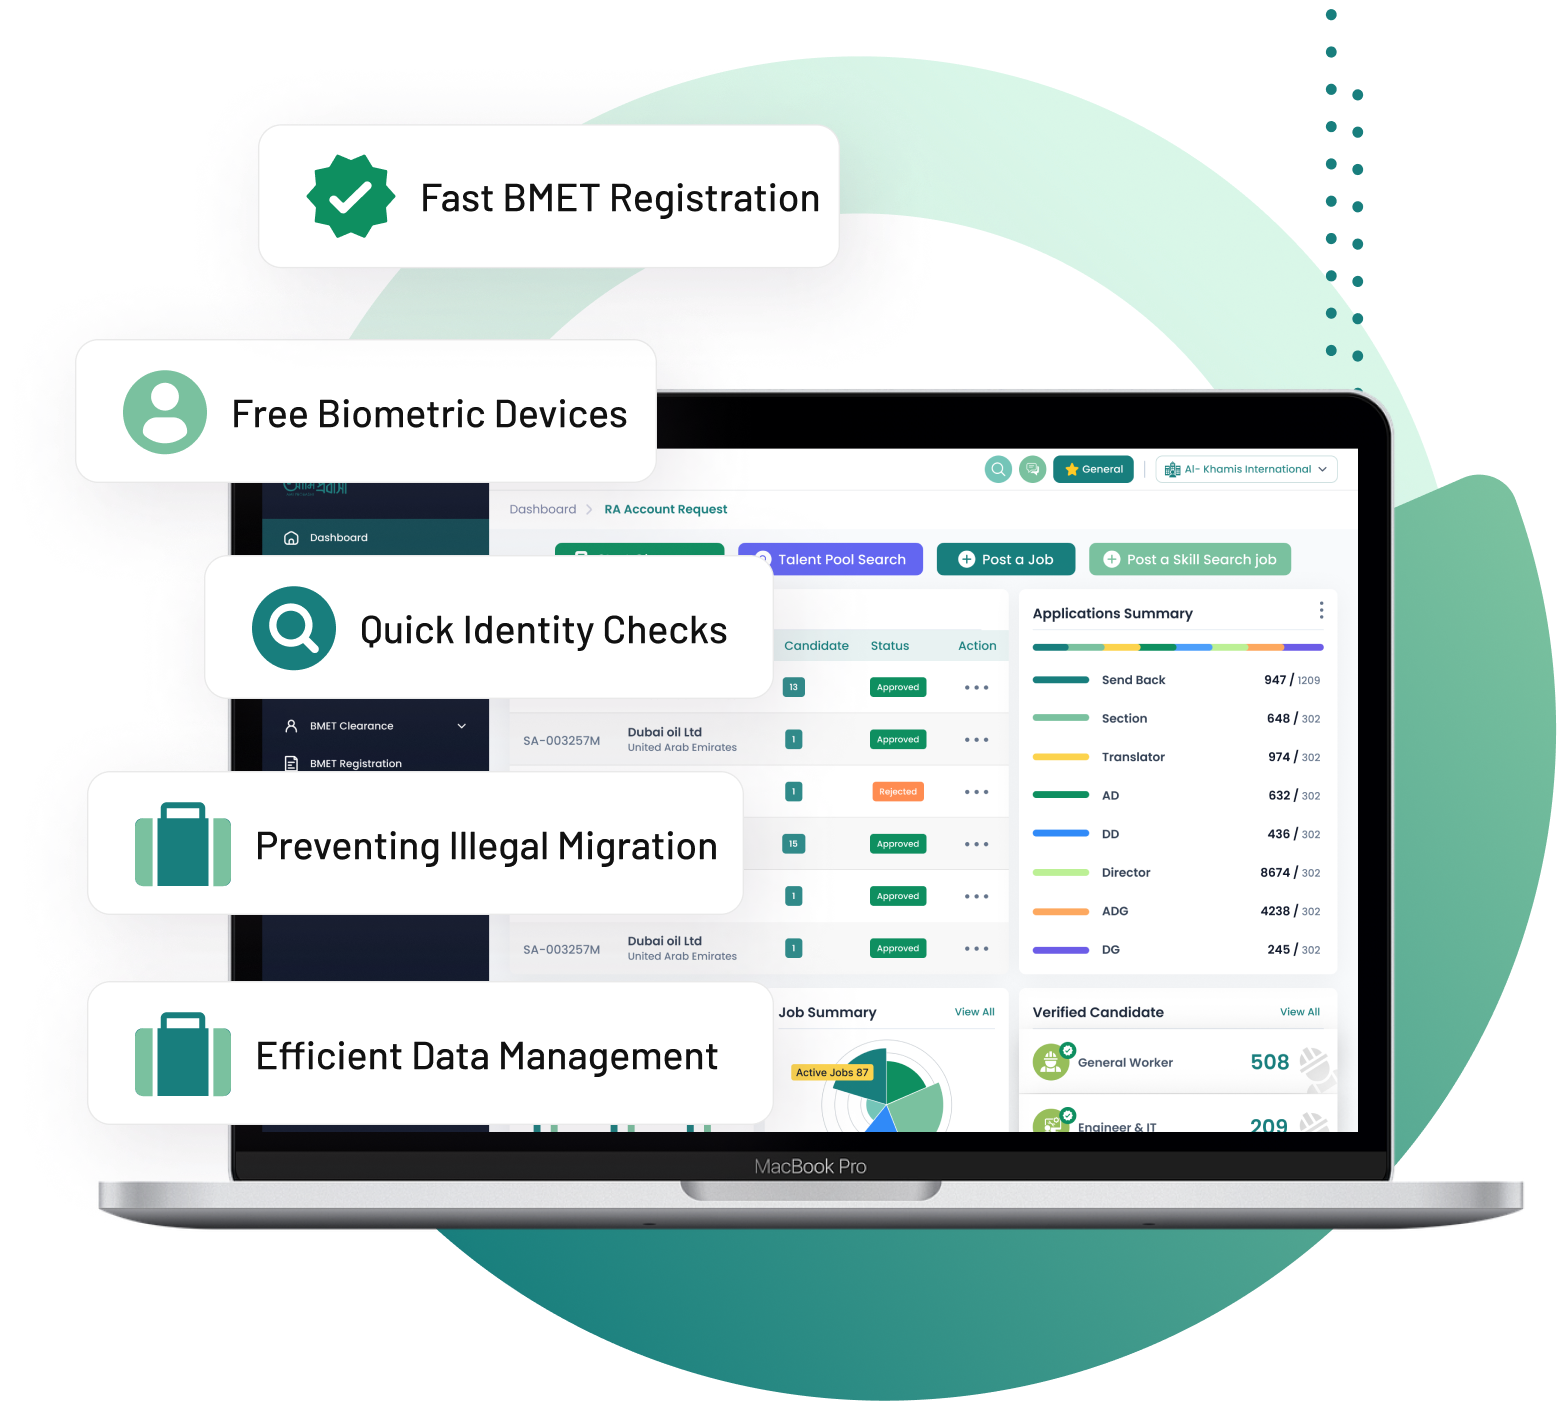 Fast BMET Registration
Free Biometric Devices
General
Al- Khamis International
Dashboard > RA Account Request
Dashboard
Talent Pool Search
Post a Job
Post a Skill Search job
Quick Identity Checks
Candidate Status Action
13 Approved
SA-003257M Dubai oil Ltd 1 Approved
United Arab Emirates
1 Rejected
15 Approved
1 Approved
SA-003257M Dubai oil Ltd 1 Approved
United Arab Emirates
Applications Summary
Send Back 947 / 1209
Section 648 / 302
Translator 974 / 302
AD 632 / 302
DD 436 / 302
Director 8674 / 302
ADG 4238 / 302
DG 245 / 302
BMET Clearance
BMET Registration
Preventing Illegal Migration
Efficient Data Management
Job Summary View All
Active Jobs 87
Verified Candidate View All
General Worker 508
Engineer & IT 209
MacBook Pro